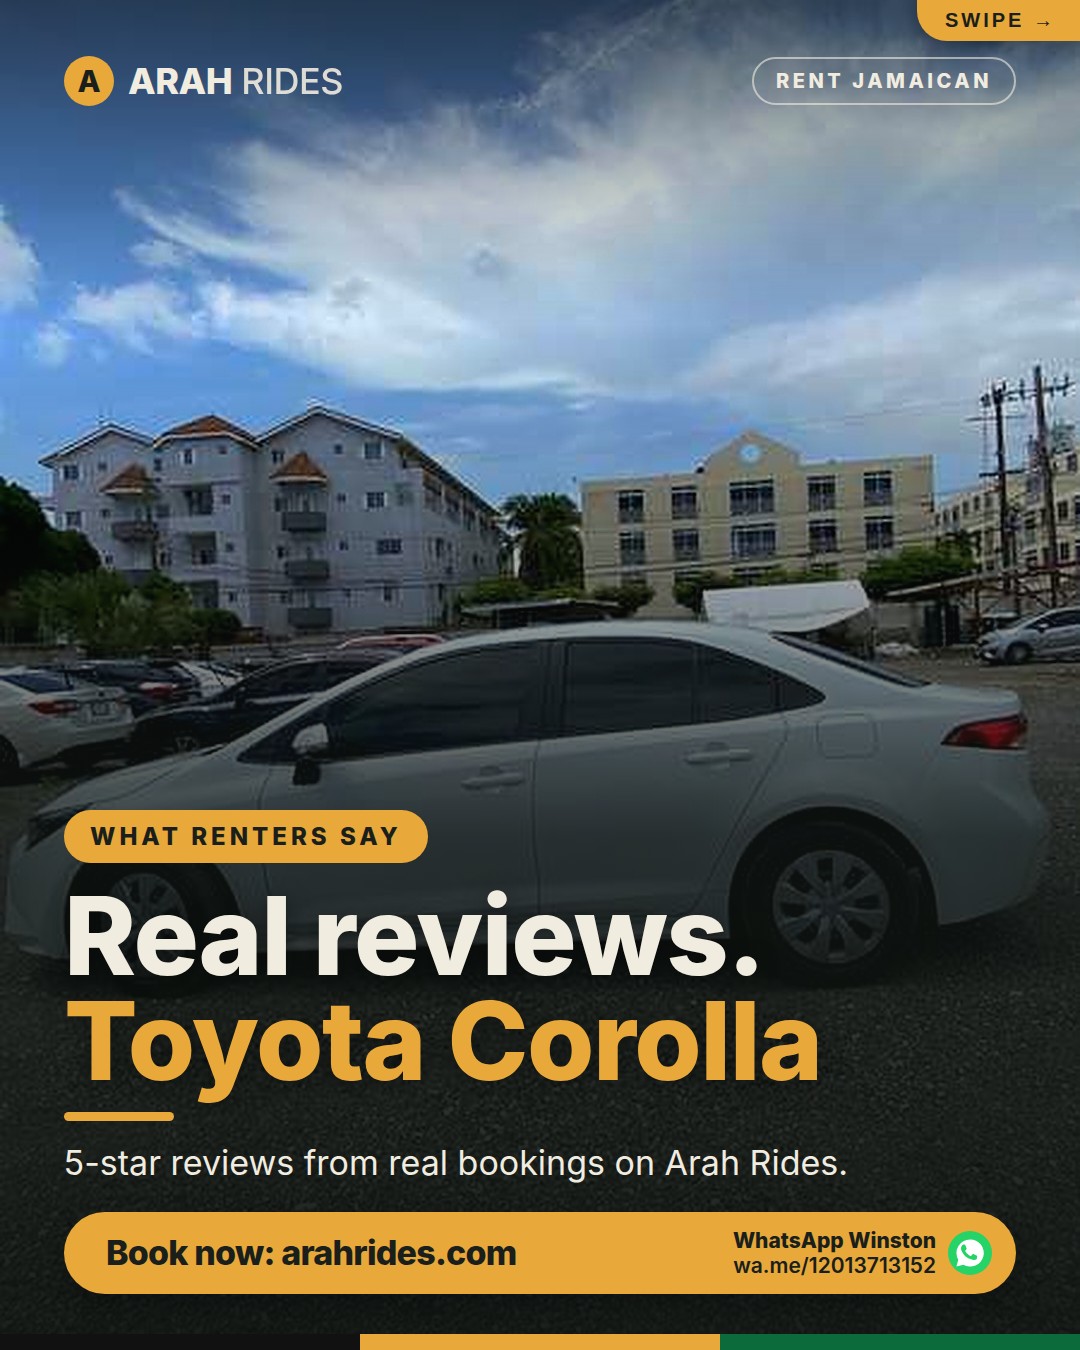 SWIPE →
A ARAH RIDES
RENT JAMAICAN
WHAT RENTERS SAY
Real reviews.
Toyota Corolla
5-star reviews from real bookings on Arah Rides.
Book now: arahrides.com
WhatsApp Winston
wa.me/12013713152